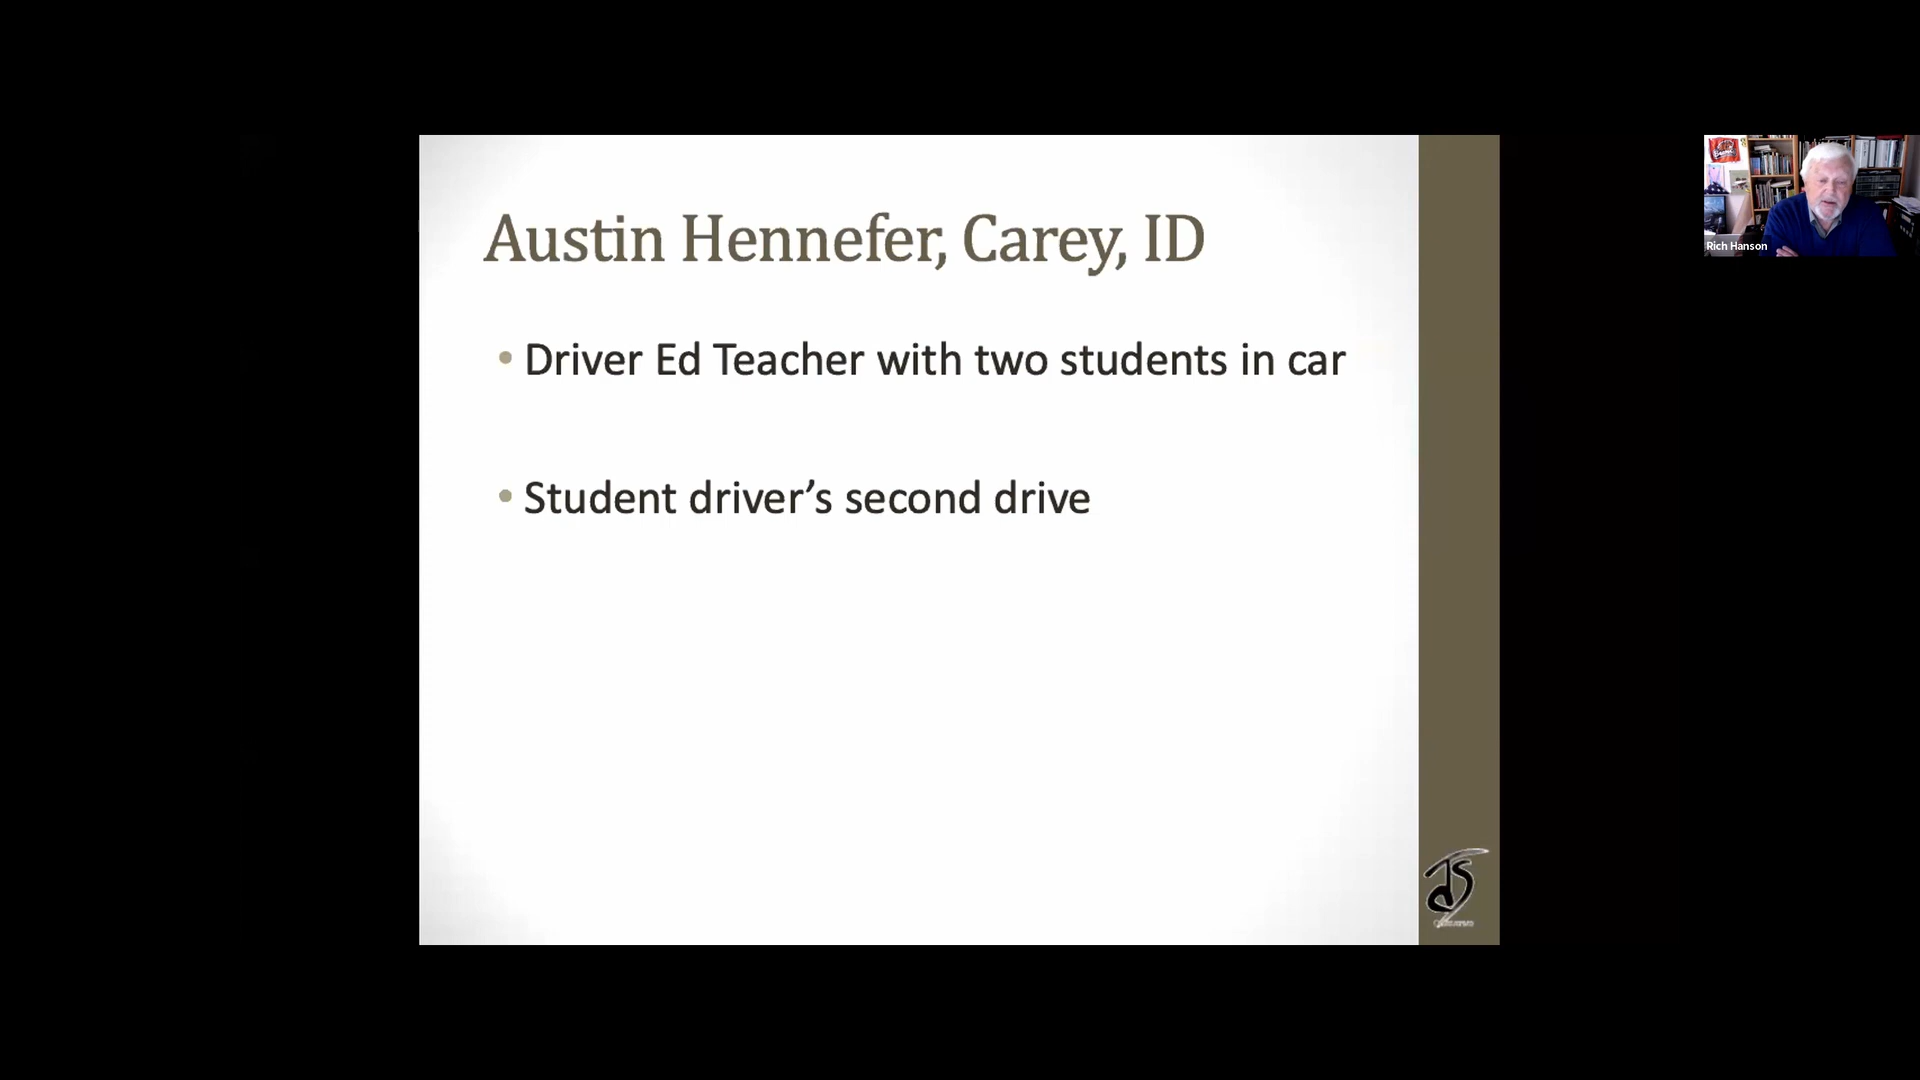 Austin Hennefer, Carey, ID
• Driver Ed Teacher with two students in car
• Student driver’s second drive
Rich Hanson